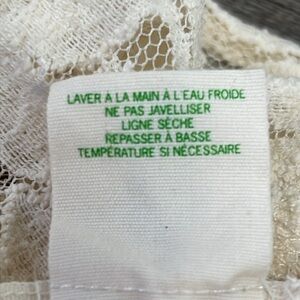 LAVER A LA MAIN À L'EAU FROIDE
NE PAS JAVELLISER
LIGNE SÈCHE
REPASSER À BASSE
TEMPÉRATURE SI NÉCESSAIRE